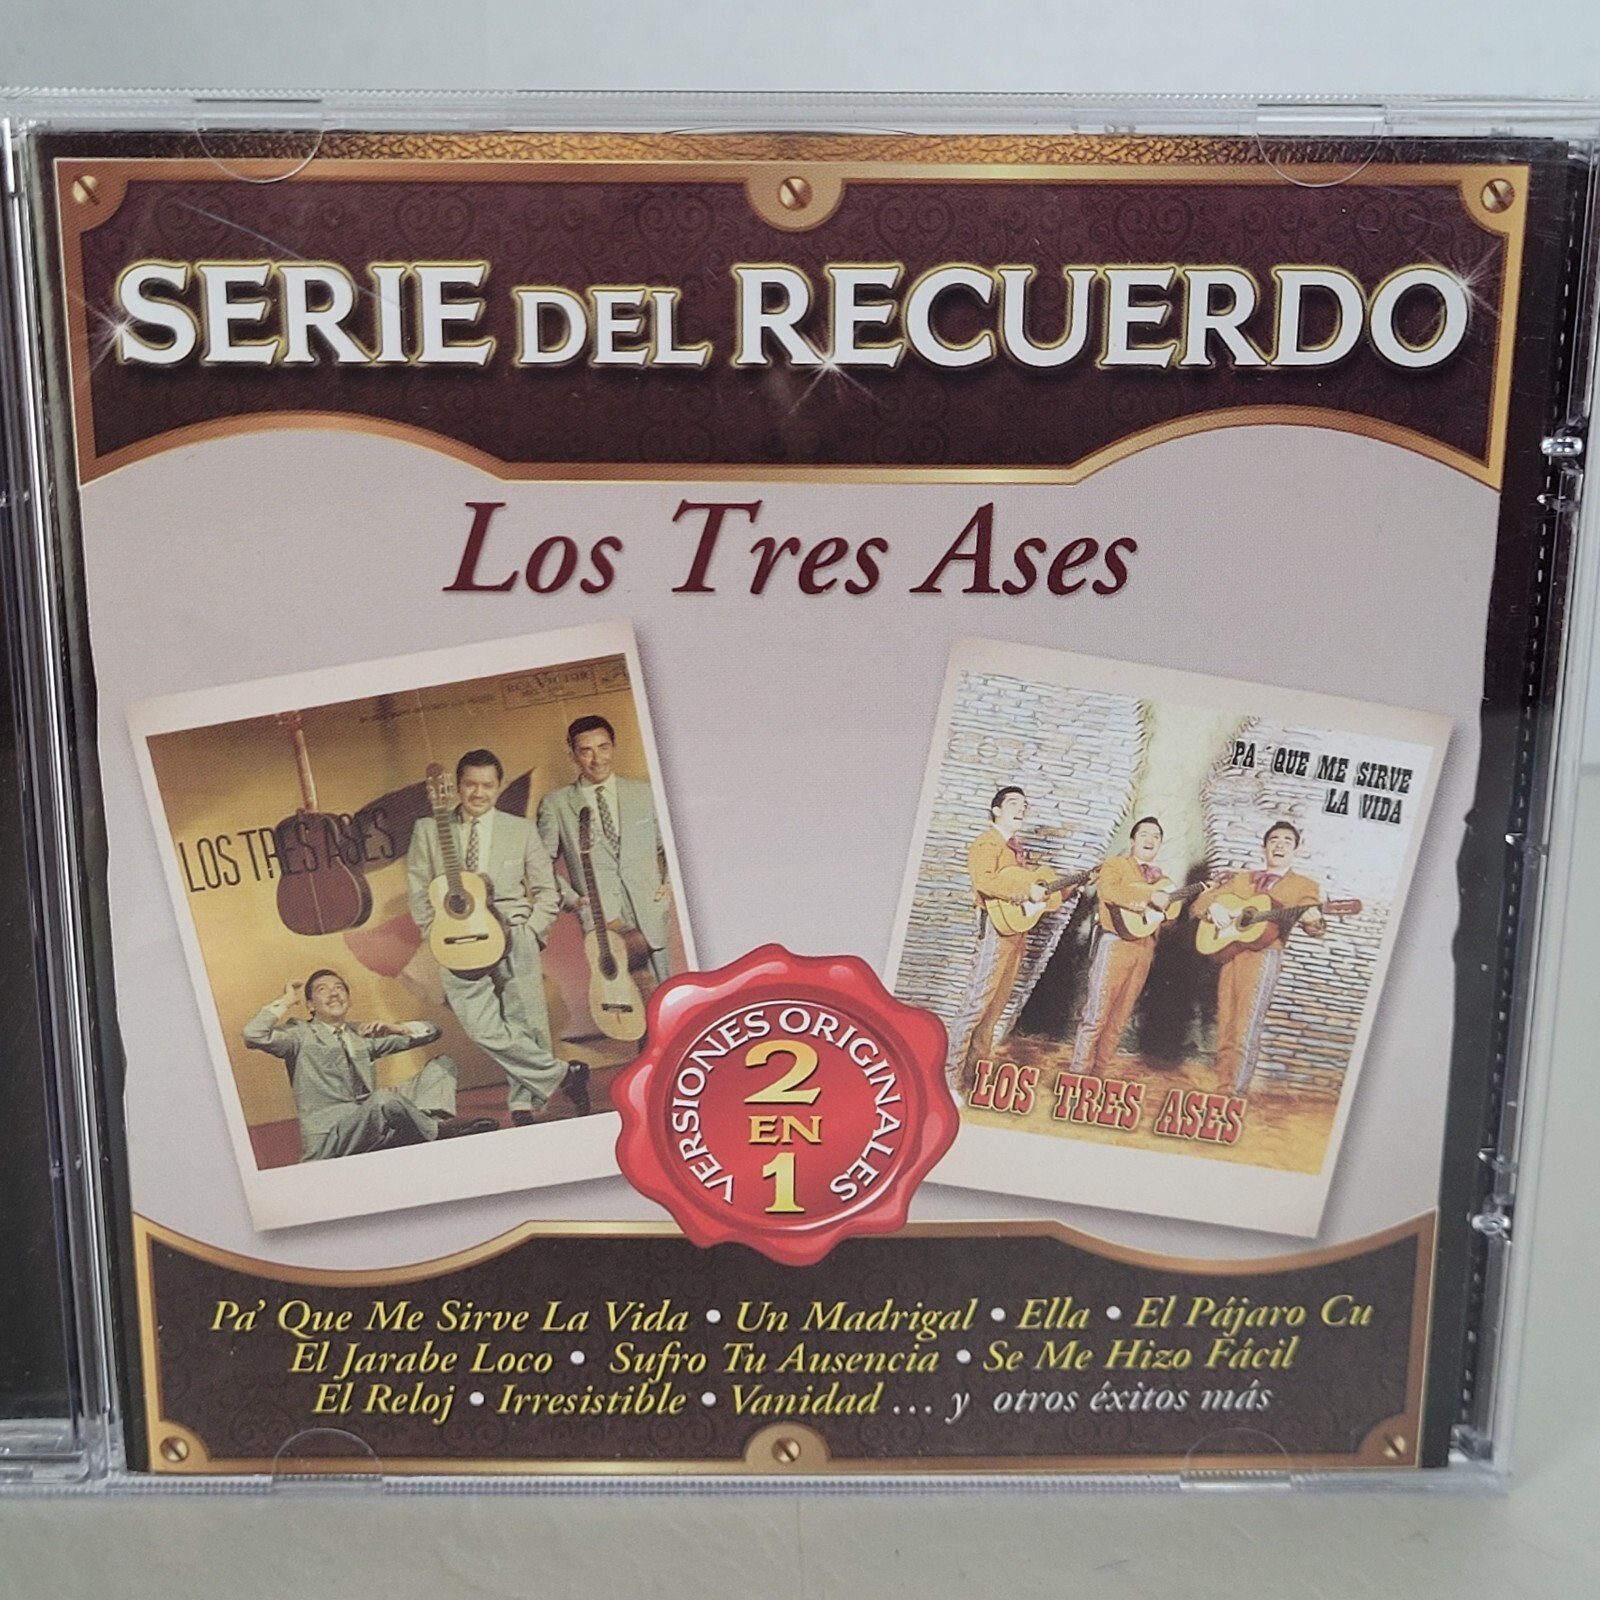 SERIE DEL RECUERDO
Los Tres Ases
RCA VICTOR
LOS TRES ASES
PA' QUE ME SIRVE
LA VIDA
LOS TRES ASES
VERSIONES ORIGINALES
2
EN
1
Pa' Que Me Sirve La Vida • Un Madrigal • Ella • El Pájaro Cu
El Jarabe Loco • Sufro Tu Ausencia • Se Me Hizo Fácil
El Reloj • Irresistible • Vanidad ... y otros éxitos más